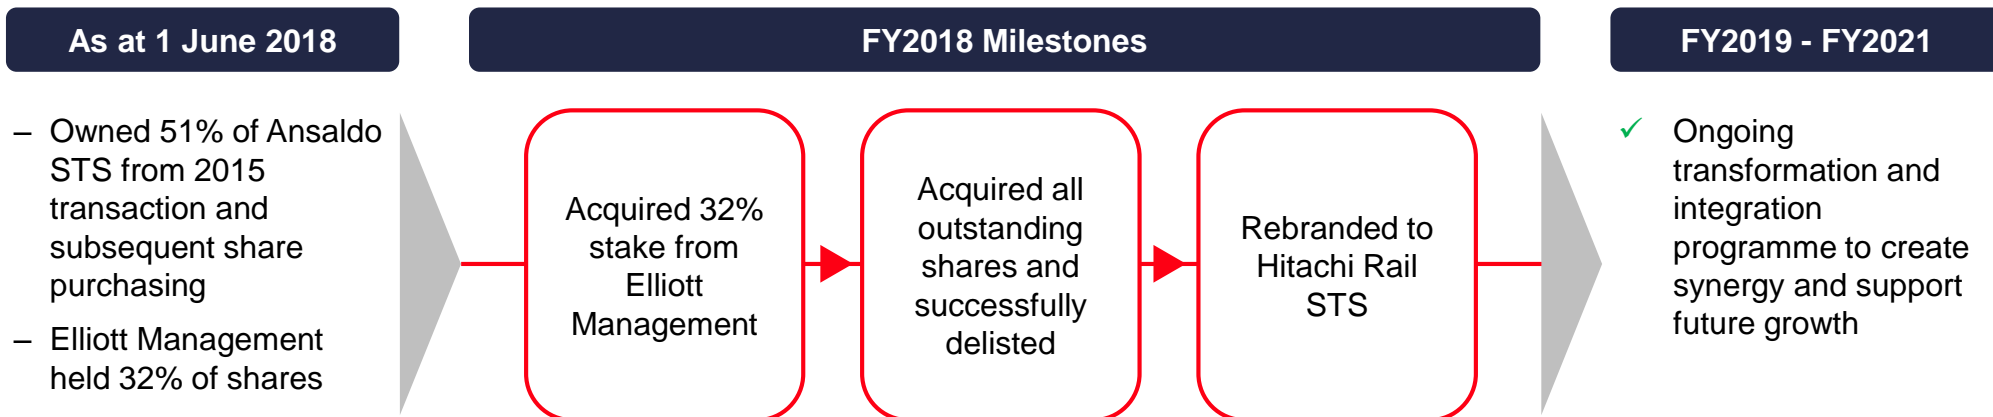 As at 1 June 2018
FY2018 Milestones
FY2019 - FY2021
– Owned 51% of Ansaldo
STS from 2015
transaction and
subsequent share
purchasing
– Elliott Management
held 32% of shares
Acquired 32%
stake from
Elliott
Management
Acquired all
outstanding
shares and
successfully
delisted
Rebranded to
Hitachi Rail
STS
✓ Ongoing
transformation and
integration
programme to create
synergy and support
future growth